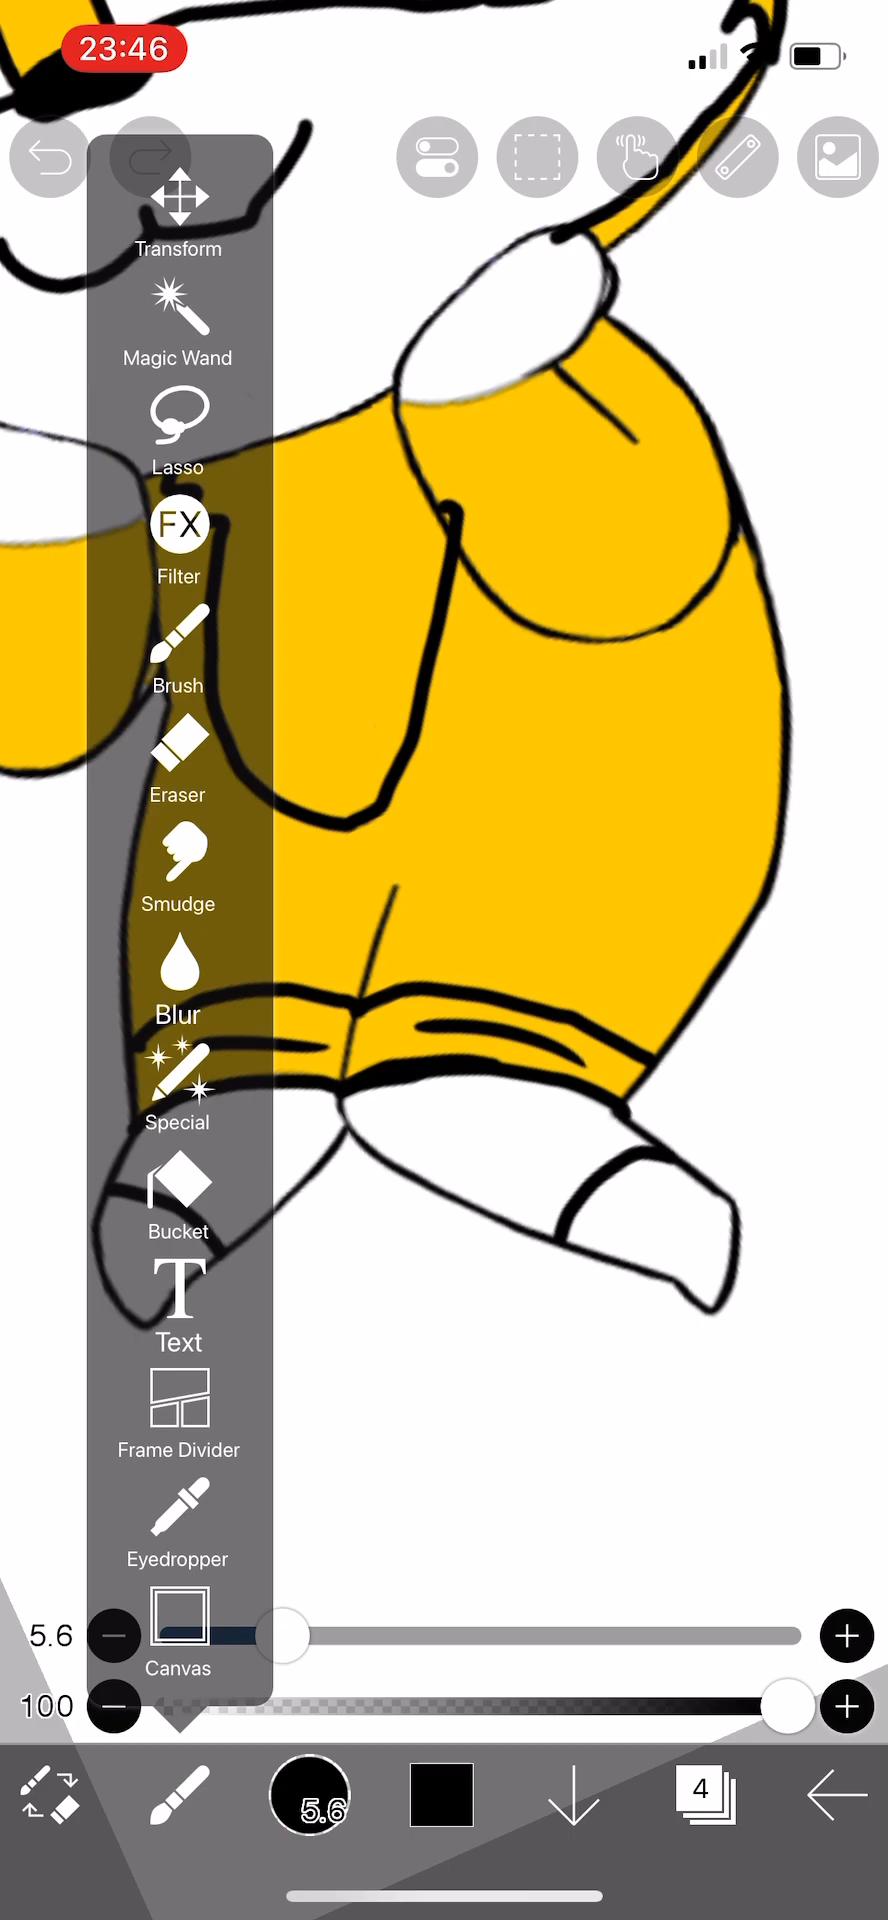 23:46
Transform
Magic Wand
Lasso
FX
Filter
Brush
Eraser
Smudge
Blur
Special
Bucket
T
Text
Frame Divider
Eyedropper
5.6
Canvas
100
5.6
4